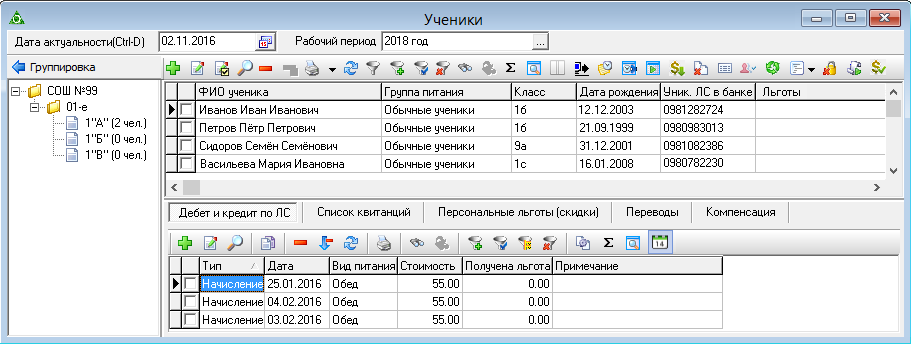 Ученики
Дата актуальности(Ctrl-D) 02.11.2016 Рабочий период 2018 год ...
Группировка
СОШ №99
01-е
1"А" (2 чел.)
1"Б" (0 чел.)
1"В" (0 чел.)
ФИО ученика Группа питания Класс Дата рождения Уник. ЛС в банке Льготы
Иванов Иван Иванович Обычные ученики 1б 12.12.2003 0981282724
Петров Пётр Петрович Обычные ученики 1б 21.09.1999 0980983013
Сидоров Семён Семёнович Обычные ученики 9а 31.12.2001 0981082386
Васильева Мария Ивановна Обычные ученики 1с 16.01.2008 0980782230
Дебет и кредит по ЛС Список квитанций Персональные льготы (скидки) Переводы Компенсация
14
Тип Дата Вид питания Стоимость Получена льгота Примечание
Начисление 25.01.2016 Обед 55.00 0.00
Начисление 04.02.2016 Обед 55.00 0.00
Начисление 03.02.2016 Обед 55.00 0.00